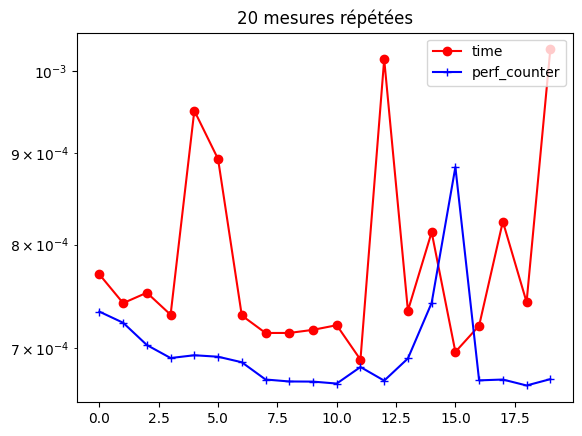 20 mesures répétées
time
perf_counter
10⁻³
9 × 10⁻⁴
8 × 10⁻⁴
7 × 10⁻⁴
0.0 2.5 5.0 7.5 10.0 12.5 15.0 17.5